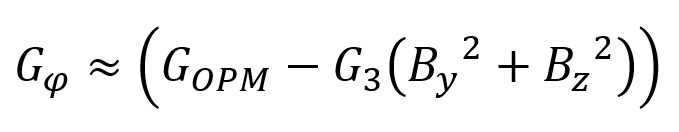 G_φ ≈ (G_OPM − G_3(B_y^2 + B_z^2))